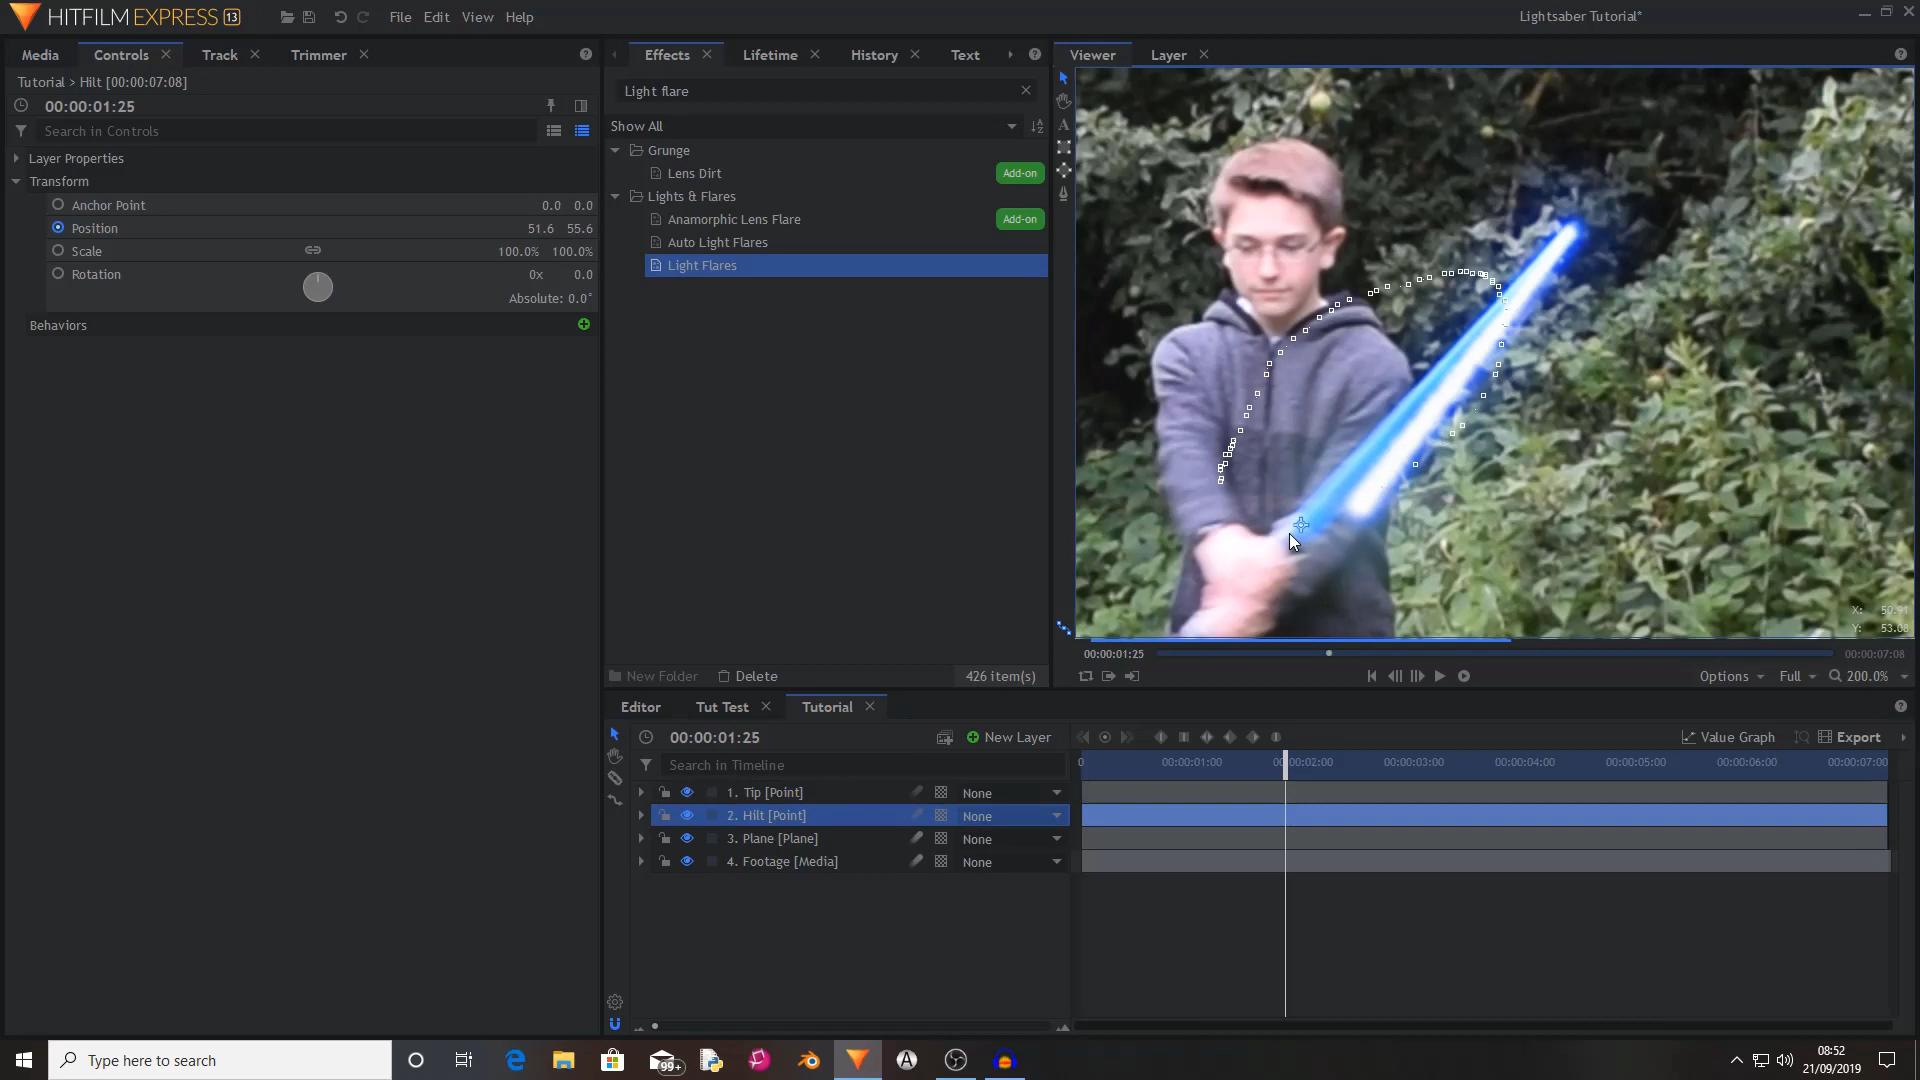 HITFILM EXPRESS 13
File Edit View Help
Lightsaber Tutorial*
Media Controls Track Trimmer
Tutorial > Hilt [00:00:07:08]
00:00:01:25
Search in Controls
Layer Properties
Transform
Anchor Point 0.0 0.0
Position 51.6 55.6
Scale 100.0% 100.0%
Rotation 0x 0.0
Absolute: 0.0°
Behaviors
Effects Lifetime History Text
Light flare
Show All
Grunge
Lens Dirt Add-on
Lights & Flares
Anamorphic Lens Flare Add-on
Auto Light Flares
Light Flares
New Folder Delete 426 item(s)
Viewer Layer
X: 50.91
Y: 53.08
00:00:01:25 00:00:07:08
Options Full 200.0%
Editor Tut Test Tutorial
00:00:01:25 New Layer
Value Graph Export
Search in Timeline
0 00:00:01:00 00:00:02:00 00:00:03:00 00:00:04:00 00:00:05:00 00:00:06:00 00:00:07:00
1. Tip [Point] None
2. Hilt [Point] None
3. Plane [Plane] None
4. Footage [Media] None
Type here to search
99+
08:52
21/09/2019